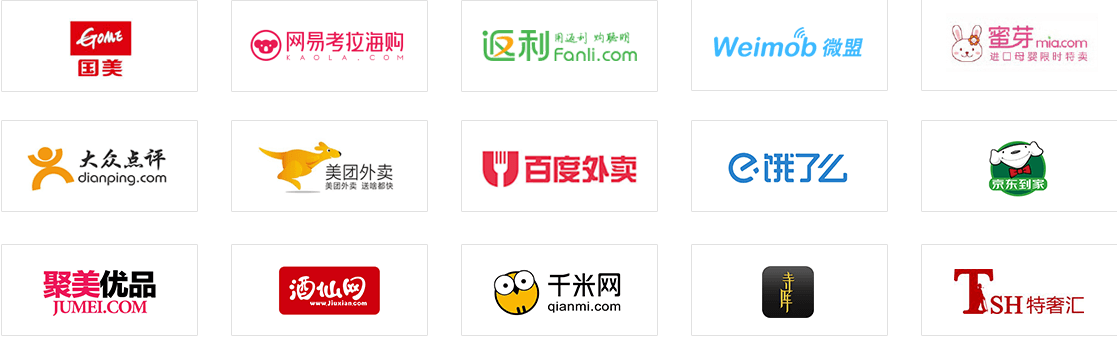 GOME
国美
网易考拉海购
KAOLA.COM
返利 用返利 灼聪明
Fanli.com
Weimob 微盟
蜜芽 mia.com
进口母婴限时特卖
大众点评
dianping.com
美团外卖
美团外卖 送啥都快
百度外卖
饿了么
京东到家
聚美优品
JUMEI.COM
酒仙网
www.Jiuxian.com
千米网
qianmi.com
寺库
TSH 特奢汇